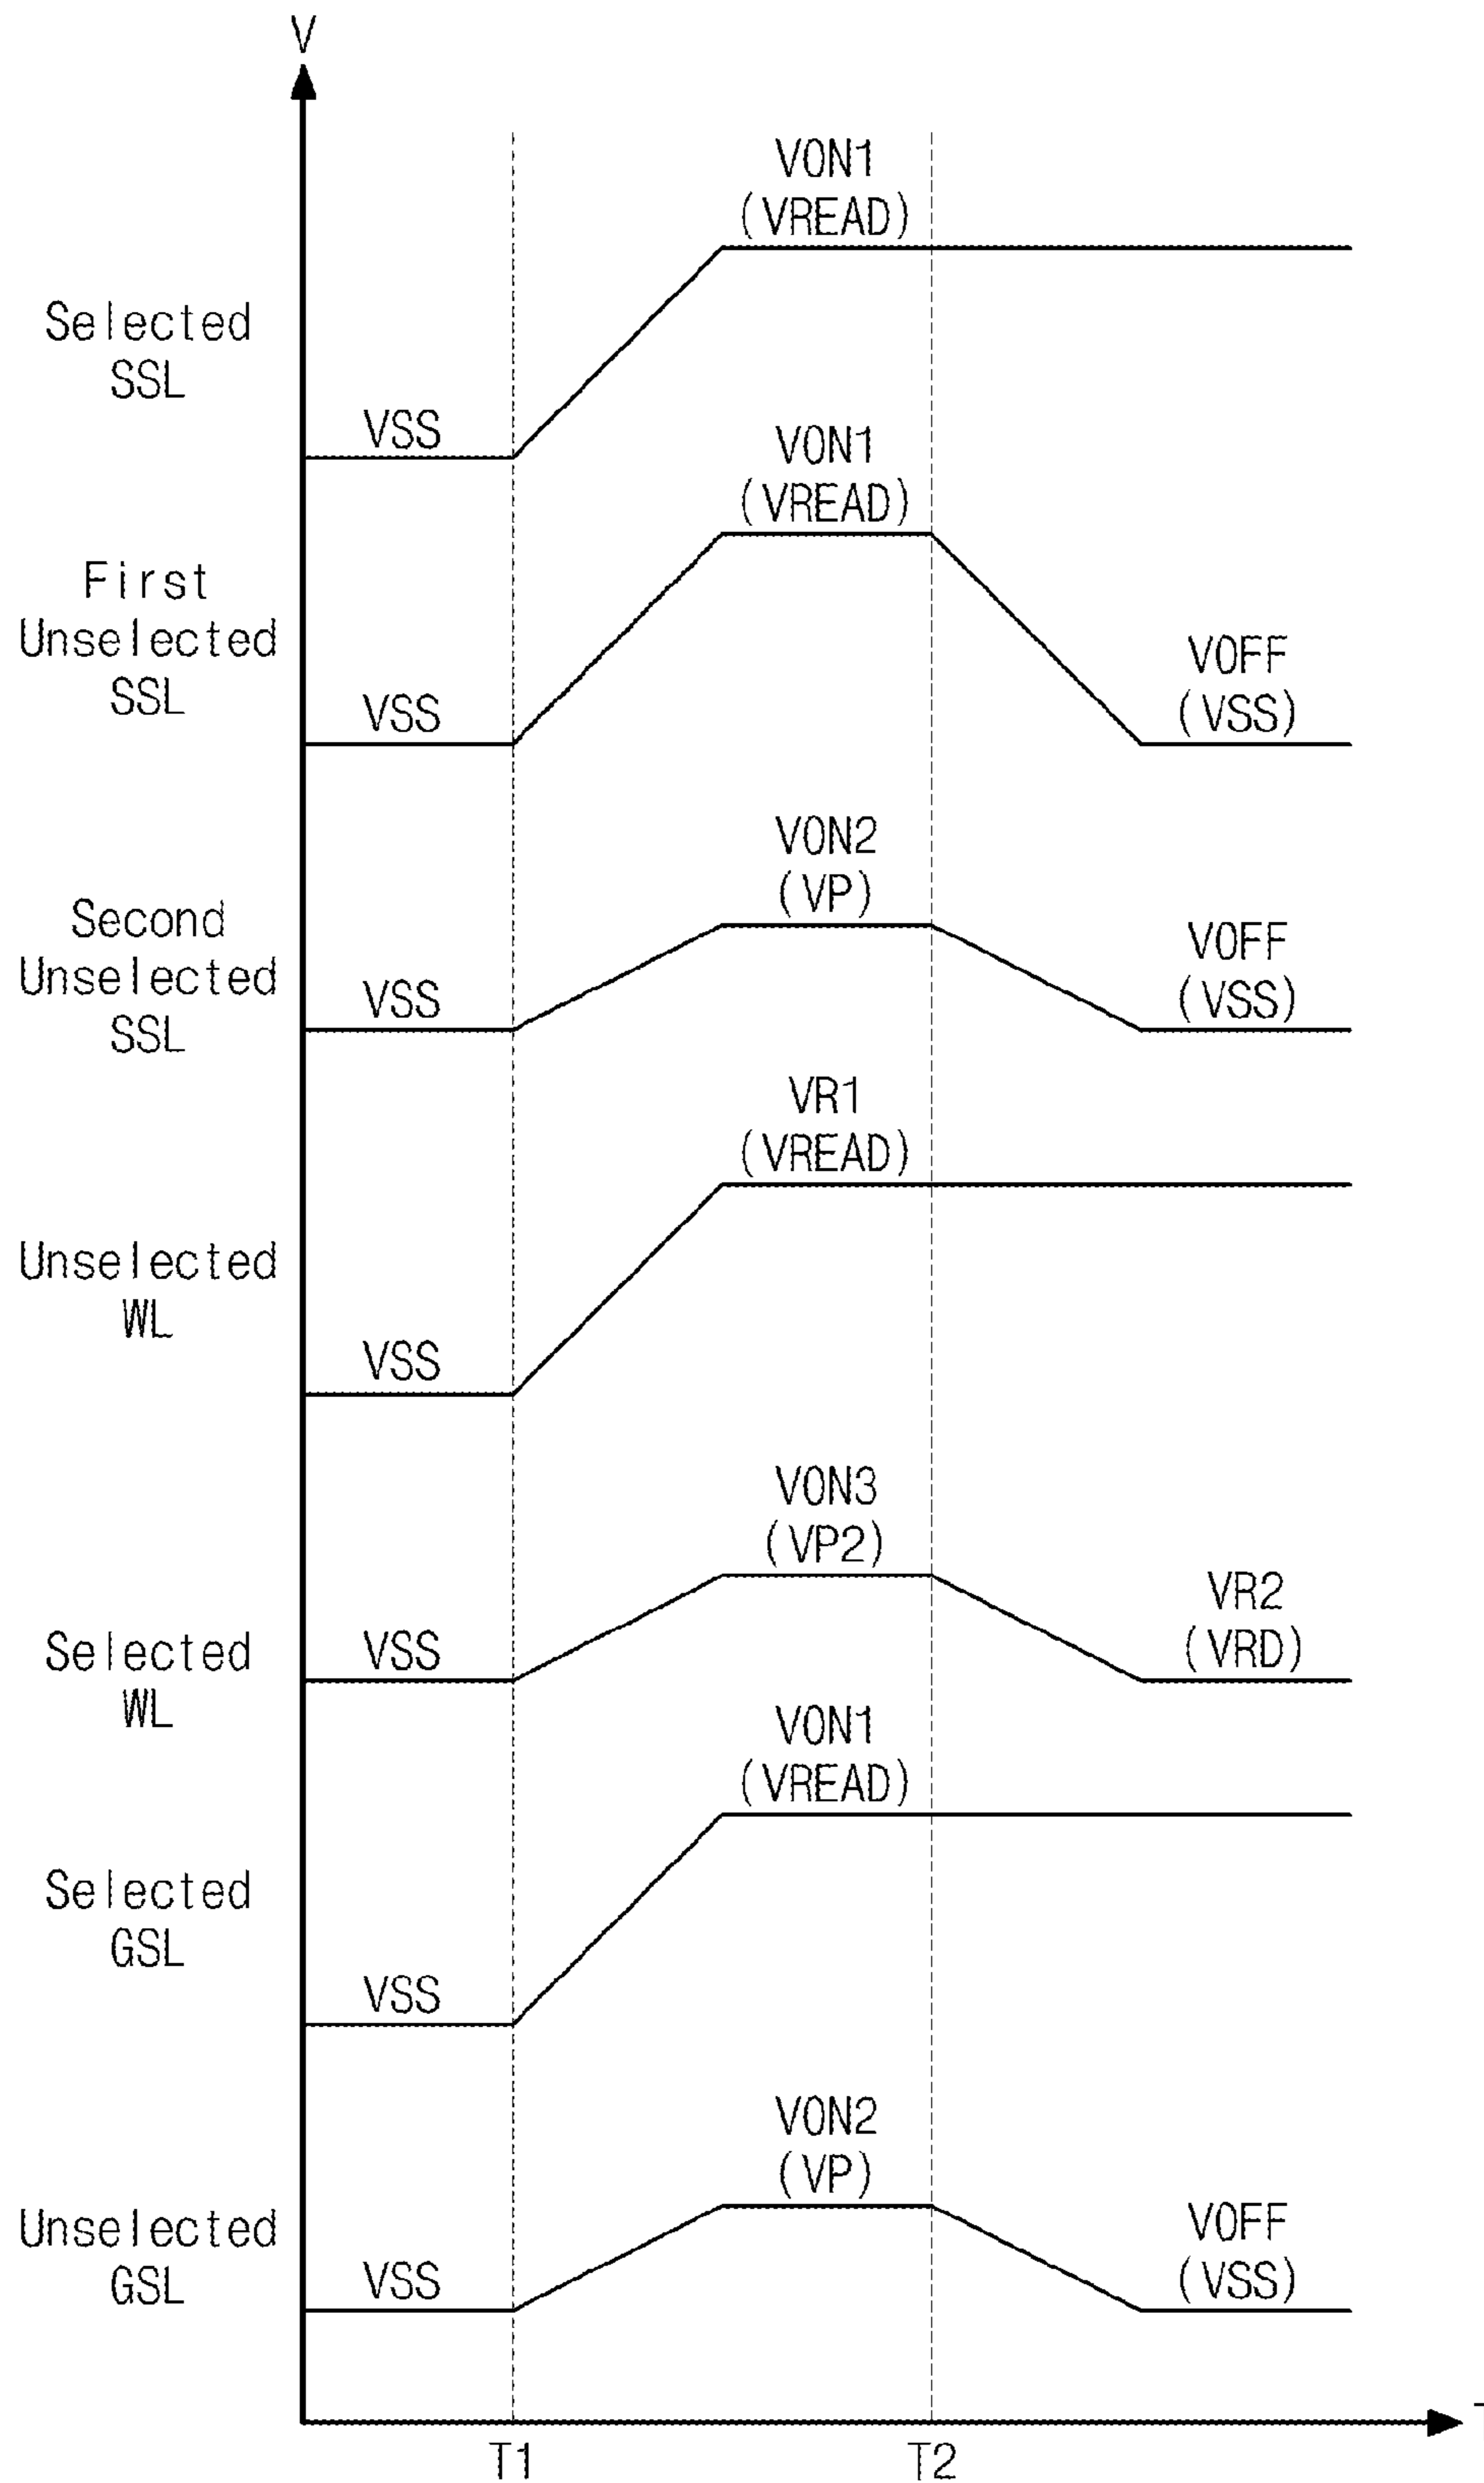 V
VON1
(VREAD)
Selected
SSL
VSS
VON1
(VREAD)
First
Unselected
SSL
VSS
VOFF
(VSS)
VON2
(VP)
Second
Unselected
SSL
VSS
VOFF
(VSS)
VR1
(VREAD)
Unselected
WL
VSS
VON3
(VP2)
Selected
WL
VSS
VR2
(VRD)
VON1
(VREAD)
Selected
GSL
VSS
VON2
(VP)
Unselected
GSL
VSS
VOFF
(VSS)
T1
T2